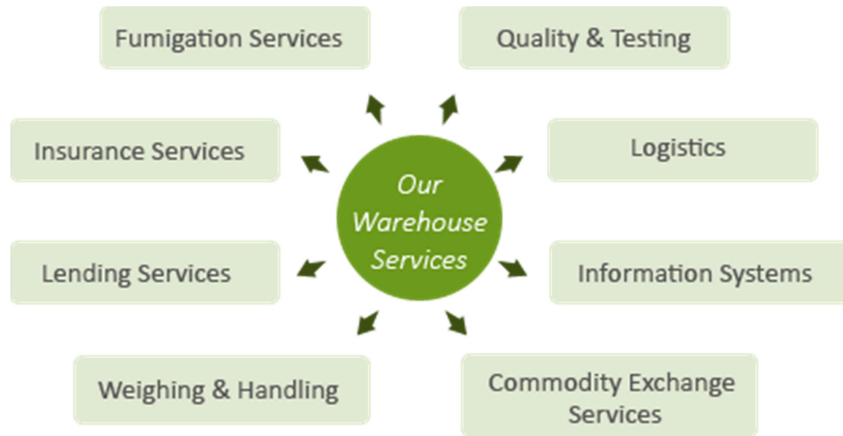 Fumigation Services
Quality & Testing
Insurance Services
Logistics
Our
Warehouse
Services
Lending Services
Information Systems
Weighing & Handling
Commodity Exchange
Services